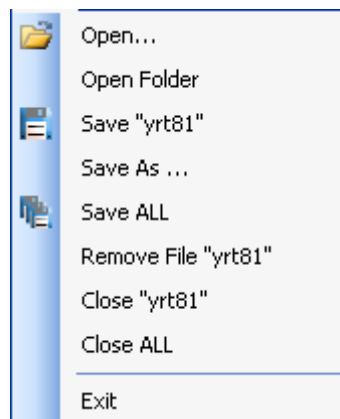 Open...
Open Folder
Save "yrt81"
Save As ...
Save ALL
Remove File "yrt81"
Close "yrt81"
Close ALL
Exit